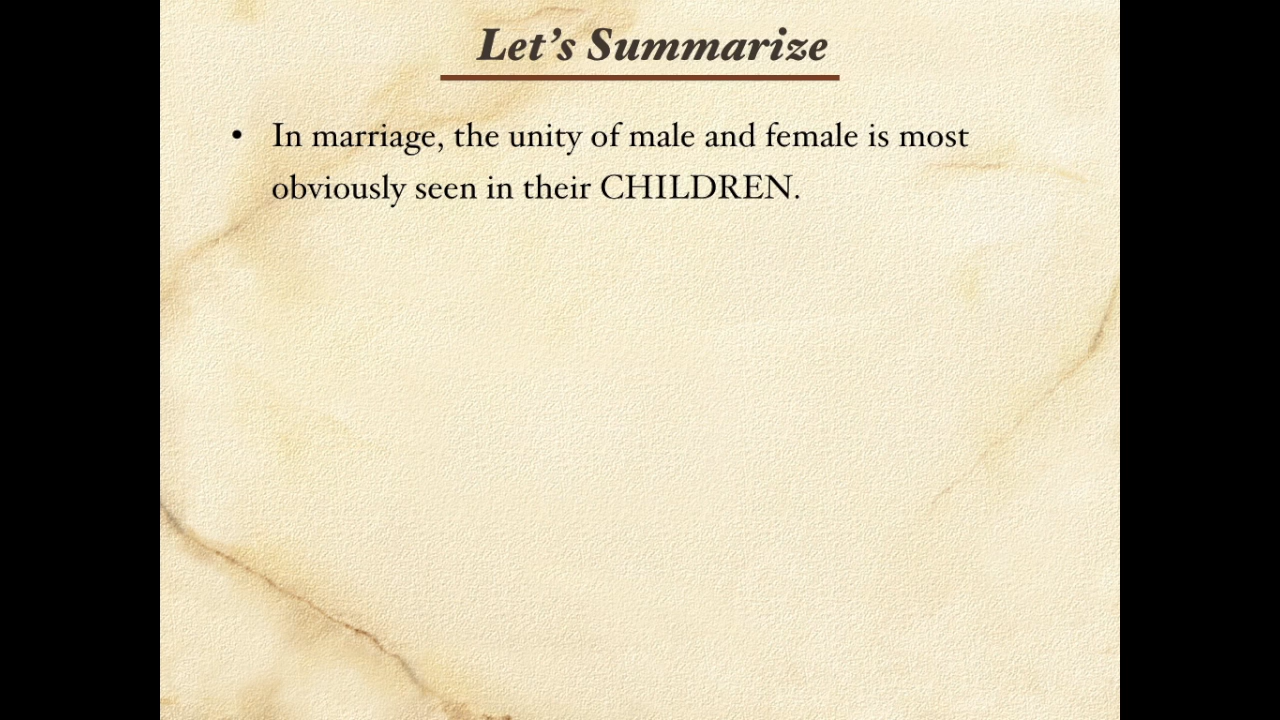 Let’s Summarize
• In marriage, the unity of male and female is most
obviously seen in their CHILDREN.